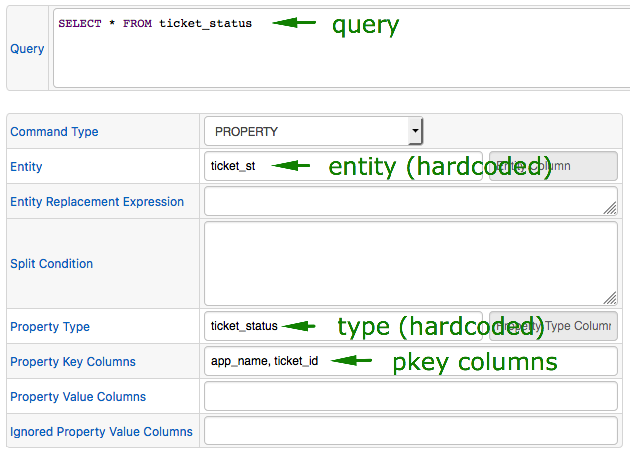 Query
SELECT * FROM ticket_status
query
Command Type
PROPERTY
Entity
ticket_st
entity (hardcoded)
Entity Column
Entity Replacement Expression
Split Condition
Property Type
ticket_status
type (hardcoded)
Property Type Column
Property Key Columns
app_name, ticket_id
pkey columns
Property Value Columns
Ignored Property Value Columns